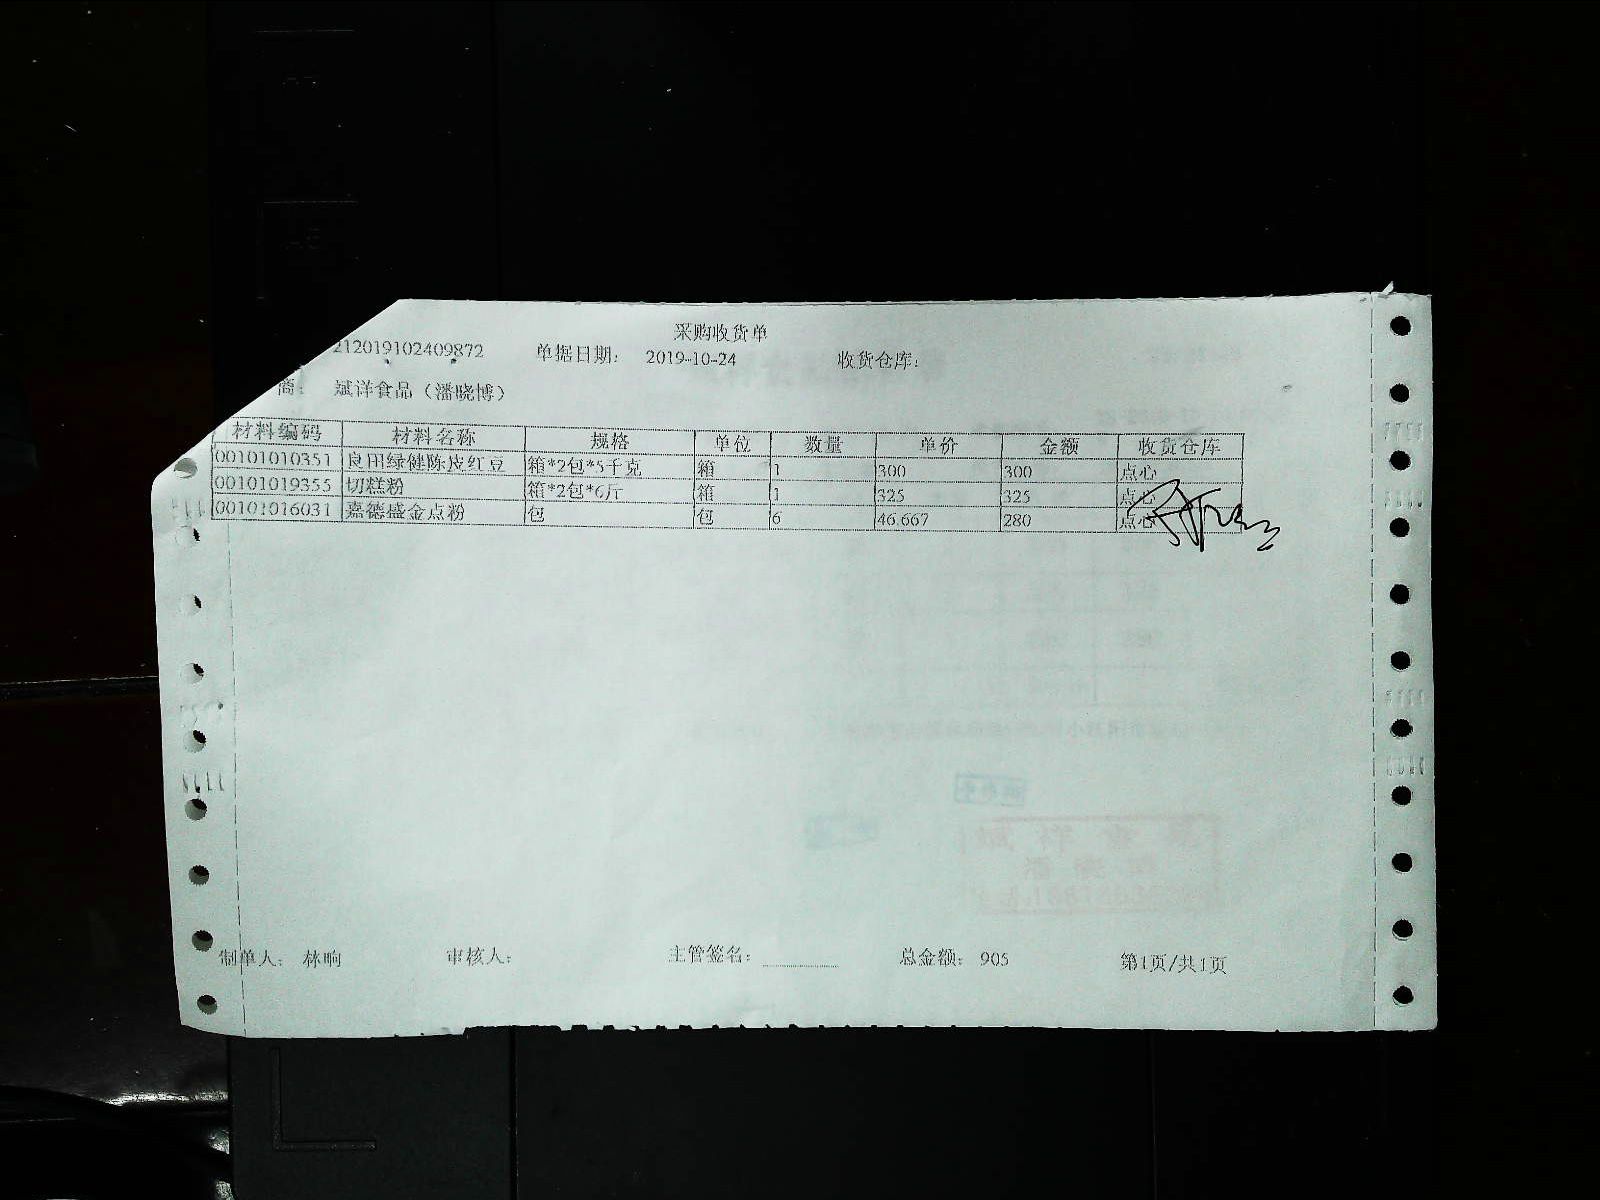 采购收货单
212019102409872 单据日期： 2019-10-24 收货仓库：
商： 斌洋食品（潘晓博）
材料编码 材料名称 规格 单位 数量 单价 金额 收货仓库
00101010351 良田绿健陈皮红豆 箱*2包*5千克 箱 1 300 300 点心
00101019355 切糕粉 箱*2包*6斤 箱 1 325 325 点心
00101016031 嘉德盛金点粉 包 包 6 46.667 280 点心
制单人： 林晌 审核人： 主管签名： 总金额： 905 第1页/共1页